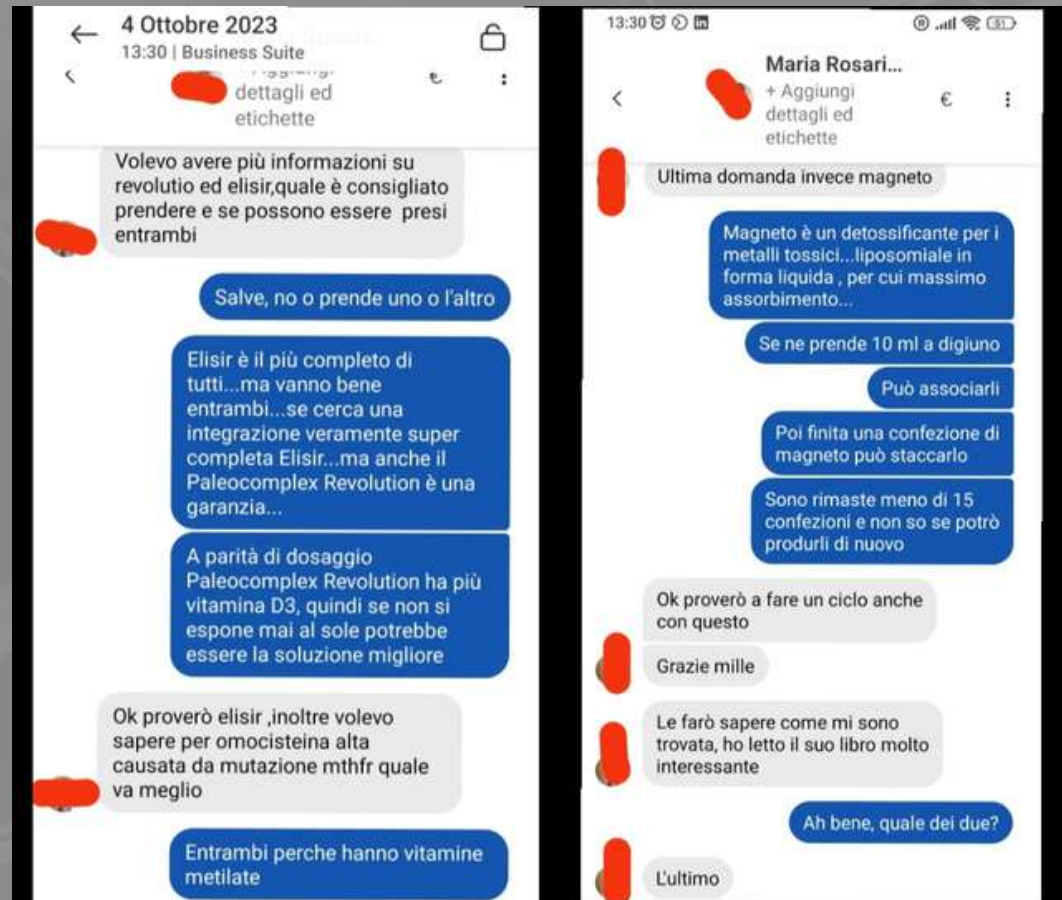 4 Ottobre 2023
13:30 | Business Suite
dettagli ed
etichette
Volevo avere più informazioni su
revolutio ed elisir,quale è consigliato
prendere e se possono essere presi
entrambi
Salve, no o prende uno o l'altro
Elisir è il più completo di
tutti...ma vanno bene
entrambi...se cerca una
integrazione veramente super
completa Elisir...ma anche il
Paleocomplex Revolution è una
garanzia...
A parità di dosaggio
Paleocomplex Revolution ha più
vitamina D3, quindi se non si
espone mai al sole potrebbe
essere la soluzione migliore
Ok proverò elisir ,inoltre volevo
sapere per omocisteina alta
causata da mutazione mthfr quale
va meglio
Entrambi perche hanno vitamine
metilate
13:30
Maria Rosari...
+ Aggiungi
dettagli ed
etichette
€
Ultima domanda invece magneto
Magneto è un detossificante per i
metalli tossici...liposomiale in
forma liquida , per cui massimo
assorbimento...
Se ne prende 10 ml a digiuno
Può associarli
Poi finita una confezione di
magneto può staccarlo
Sono rimaste meno di 15
confezioni e non so se potrò
produrli di nuovo
Ok proverò a fare un ciclo anche
con questo
Grazie mille
Le farò sapere come mi sono
trovata, ho letto il suo libro molto
interessante
Ah bene, quale dei due?
L'ultimo